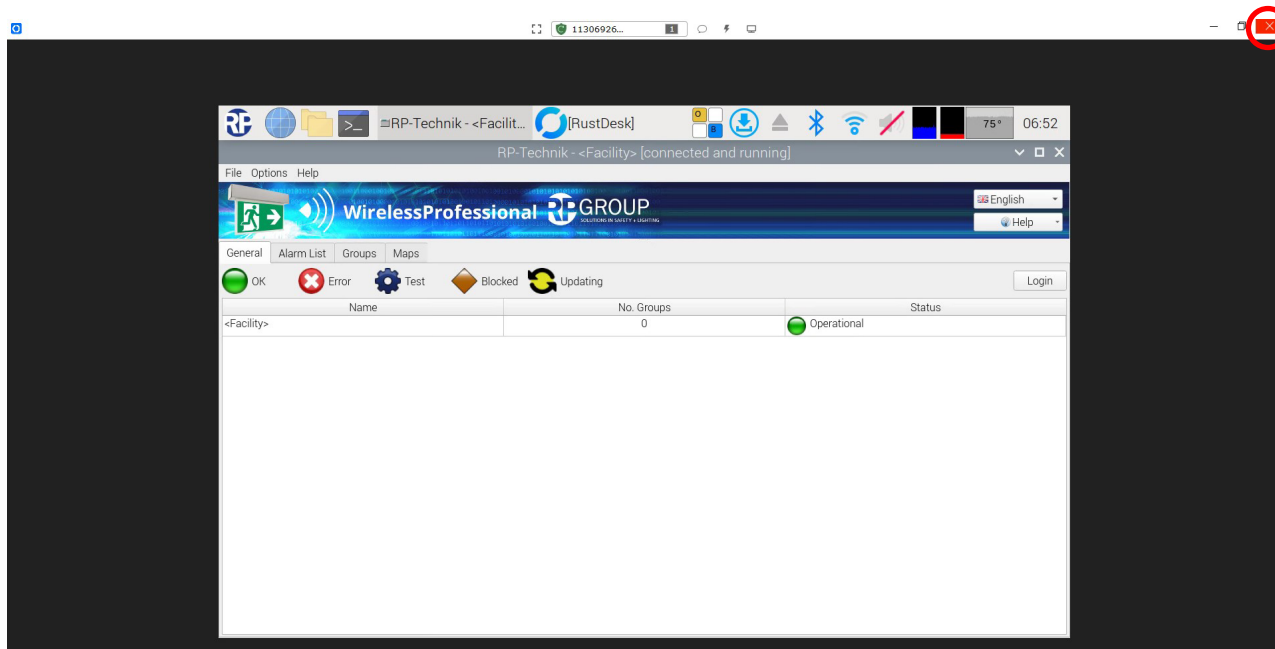 11306926... 1
RP-Technik - <Facilit... [RustDesk] 75° 06:52
RP-Technik - <Facility> [connected and running]
File Options Help
WirelessProfessional RP GROUP
SOLUTIONS IN SAFETY + LIGHTING
English
Help
General Alarm List Groups Maps
OK Error Test Blocked Updating Login
Name No. Groups Status
<Facility> 0 Operational